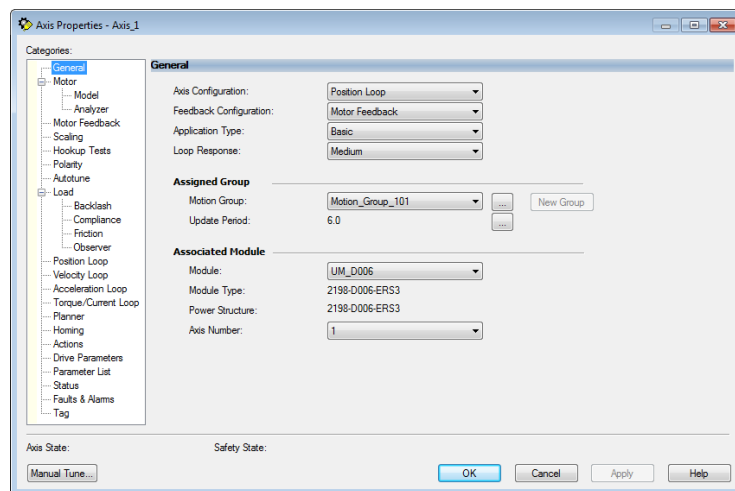 Axis Properties - Axis_1
Categories:
General
Motor
Model
Analyzer
Motor Feedback
Scaling
Hookup Tests
Polarity
Autotune
Load
Backlash
Compliance
Friction
Observer
Position Loop
Velocity Loop
Acceleration Loop
Torque/Current Loop
Planner
Homing
Actions
Drive Parameters
Parameter List
Status
Faults & Alarms
Tag
General
Axis Configuration: Position Loop
Feedback Configuration: Motor Feedback
Application Type: Basic
Loop Response: Medium
Assigned Group
Motion Group: Motion_Group_101 ... New Group
Update Period: 6.0 ...
Associated Module
Module: UM_D006
Module Type: 2198-D006-ERS3
Power Structure: 2198-D006-ERS3
Axis Number: 1
Axis State: Safety State:
Manual Tune... OK Cancel Apply Help